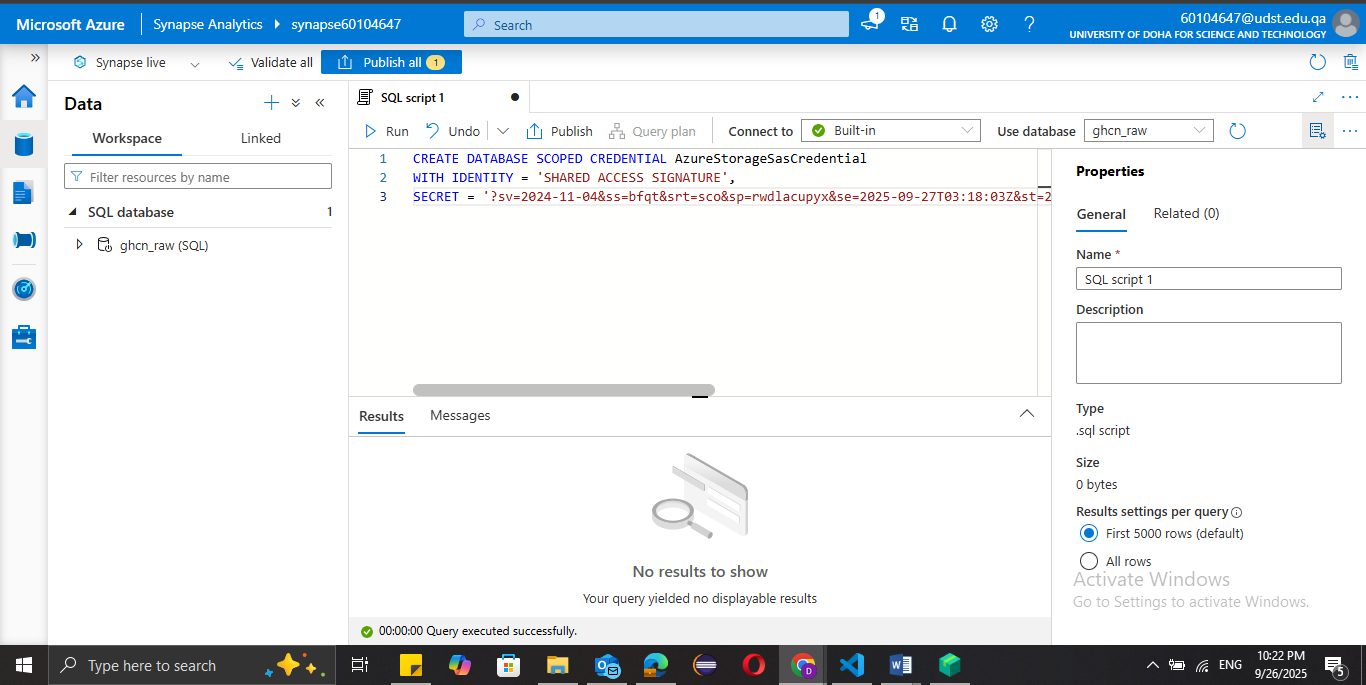 Microsoft Azure
Synapse Analytics
synapse60104647
Search
1
60104647@udst.edu.qa
UNIVERSITY OF DOHA FOR SCIENCE AND TECHNOLOGY
Synapse live
Validate all
Publish all 1
Data
Workspace
Linked
Filter resources by name
SQL database 1
ghcn_raw (SQL)
SQL script 1
Run
Undo
Publish
Query plan
Connect to
Built-in
Use database
ghcn_raw
1 CREATE DATABASE SCOPED CREDENTIAL AzureStorageSasCredential
2 WITH IDENTITY = 'SHARED ACCESS SIGNATURE',
3 SECRET = '?sv=2024-11-04&ss=bfqt&srt=sco&sp=rwdlacupyx&se=2025-09-27T03:18:03Z&st=2
Results
Messages
No results to show
Your query yielded no displayable results
00:00:00 Query executed successfully.
Properties
General
Related (0)
Name *
SQL script 1
Description
Type
.sql script
Size
0 bytes
Results settings per query
First 5000 rows (default)
All rows
Activate Windows
Go to Settings to activate Windows.
Type here to search
ENG
10:22 PM
9/26/2025
5